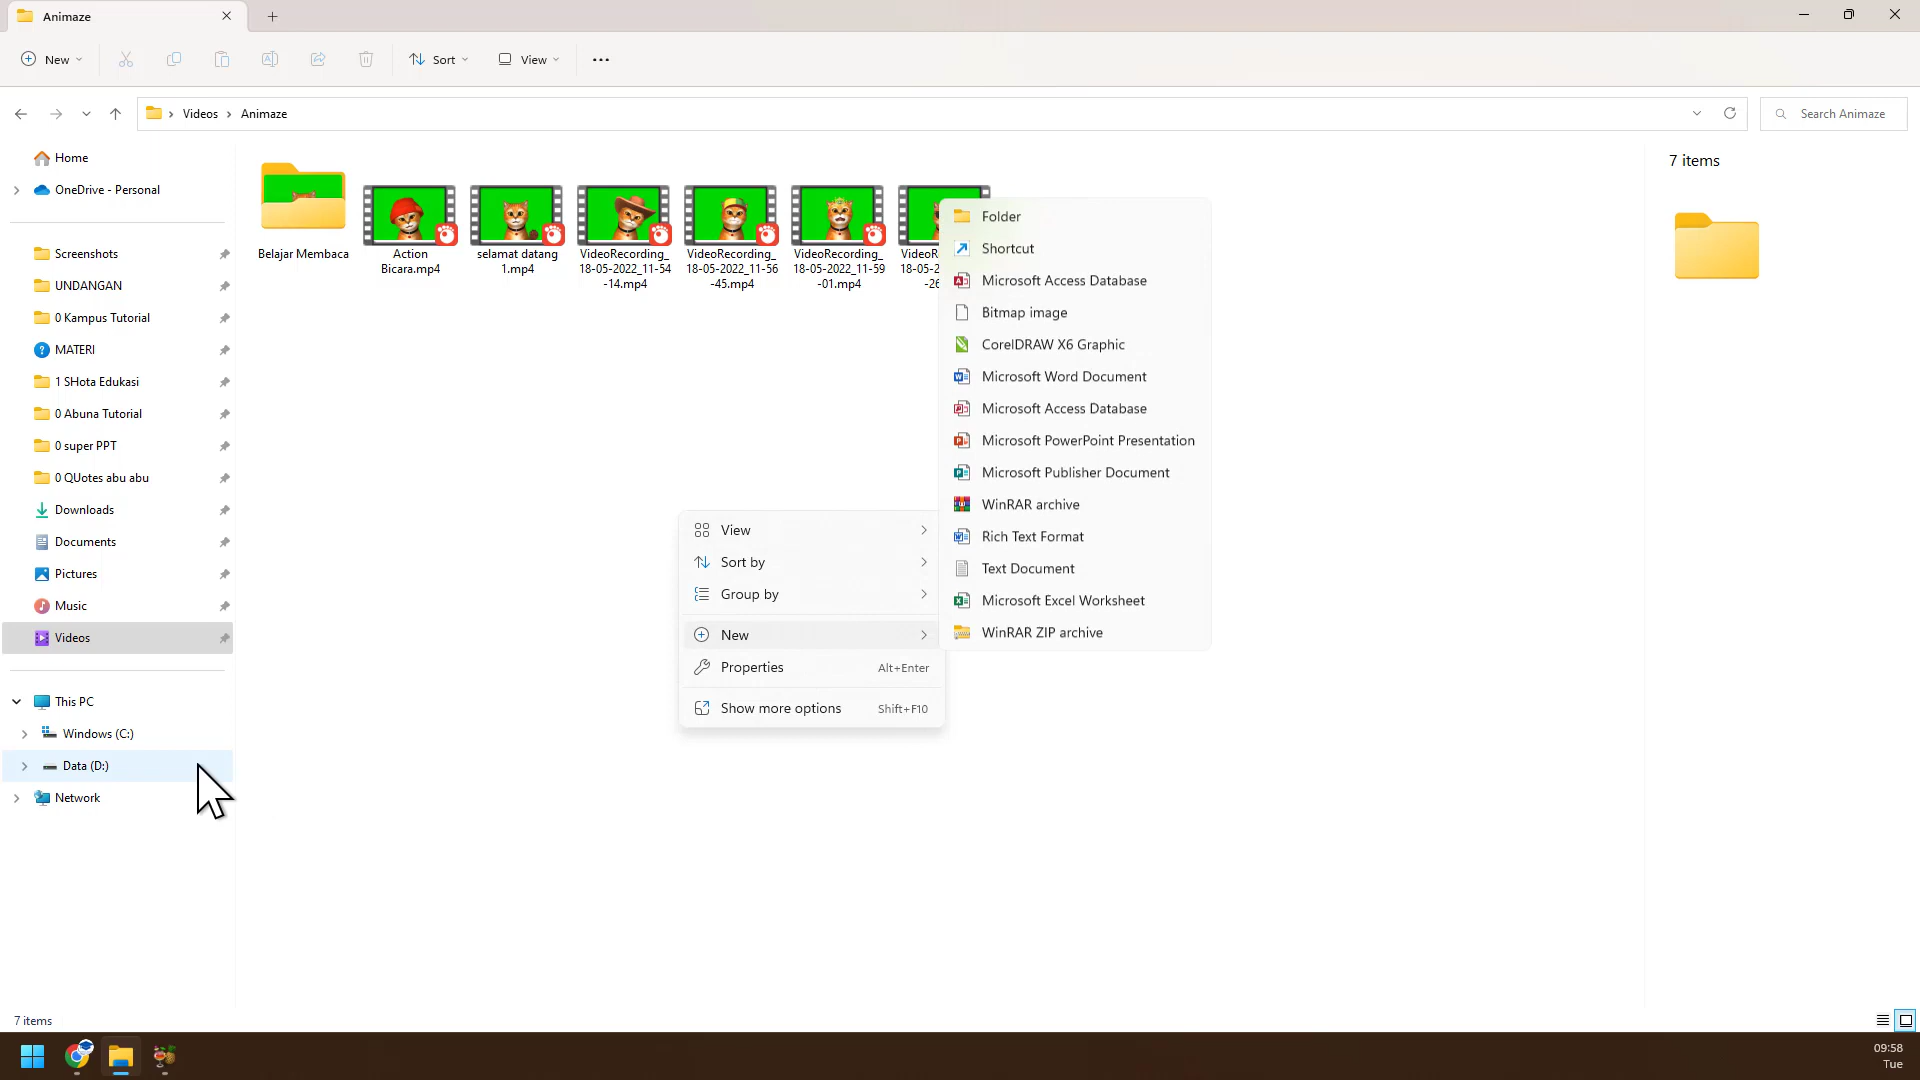 Animaze
New
Sort
View
Videos
Animaze
Search Animaze
Home
OneDrive - Personal
Screenshots
UNDANGAN
0 Kampus Tutorial
MATERI
1 SHota Edukasi
0 Abuna Tutorial
0 super PPT
0 QUotes abu abu
Downloads
Documents
Pictures
Music
Videos
This PC
Windows (C:)
Data (D:)
Network
Belajar Membaca
Action
Bicara.mp4
selamat datang
1.mp4
VideoRecording_
18-05-2022_11-54
-14.mp4
VideoRecording_
18-05-2022_11-56
-45.mp4
VideoRecording_
18-05-2022_11-59
-01.mp4
Folder
Shortcut
Microsoft Access Database
Bitmap image
CorelDRAW X6 Graphic
Microsoft Word Document
Microsoft Access Database
Microsoft PowerPoint Presentation
Microsoft Publisher Document
WinRAR archive
Rich Text Format
Text Document
Microsoft Excel Worksheet
WinRAR ZIP archive
View
Sort by
Group by
New
Properties Alt+Enter
Show more options Shift+F10
7 items
7 items
09:58
Tue